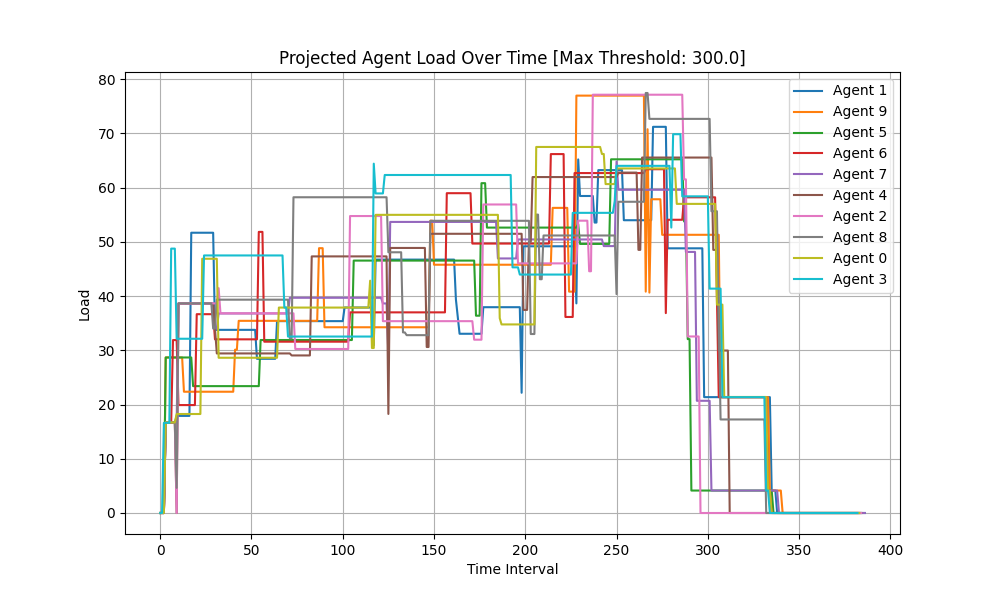 Projected Agent Load Over Time [Max Threshold: 300.0]
Load
80
70
60
50
40
30
20
10
0
0 50 100 150 200 250 300 350 400
Time Interval
Agent 1
Agent 9
Agent 5
Agent 6
Agent 7
Agent 4
Agent 2
Agent 8
Agent 0
Agent 3